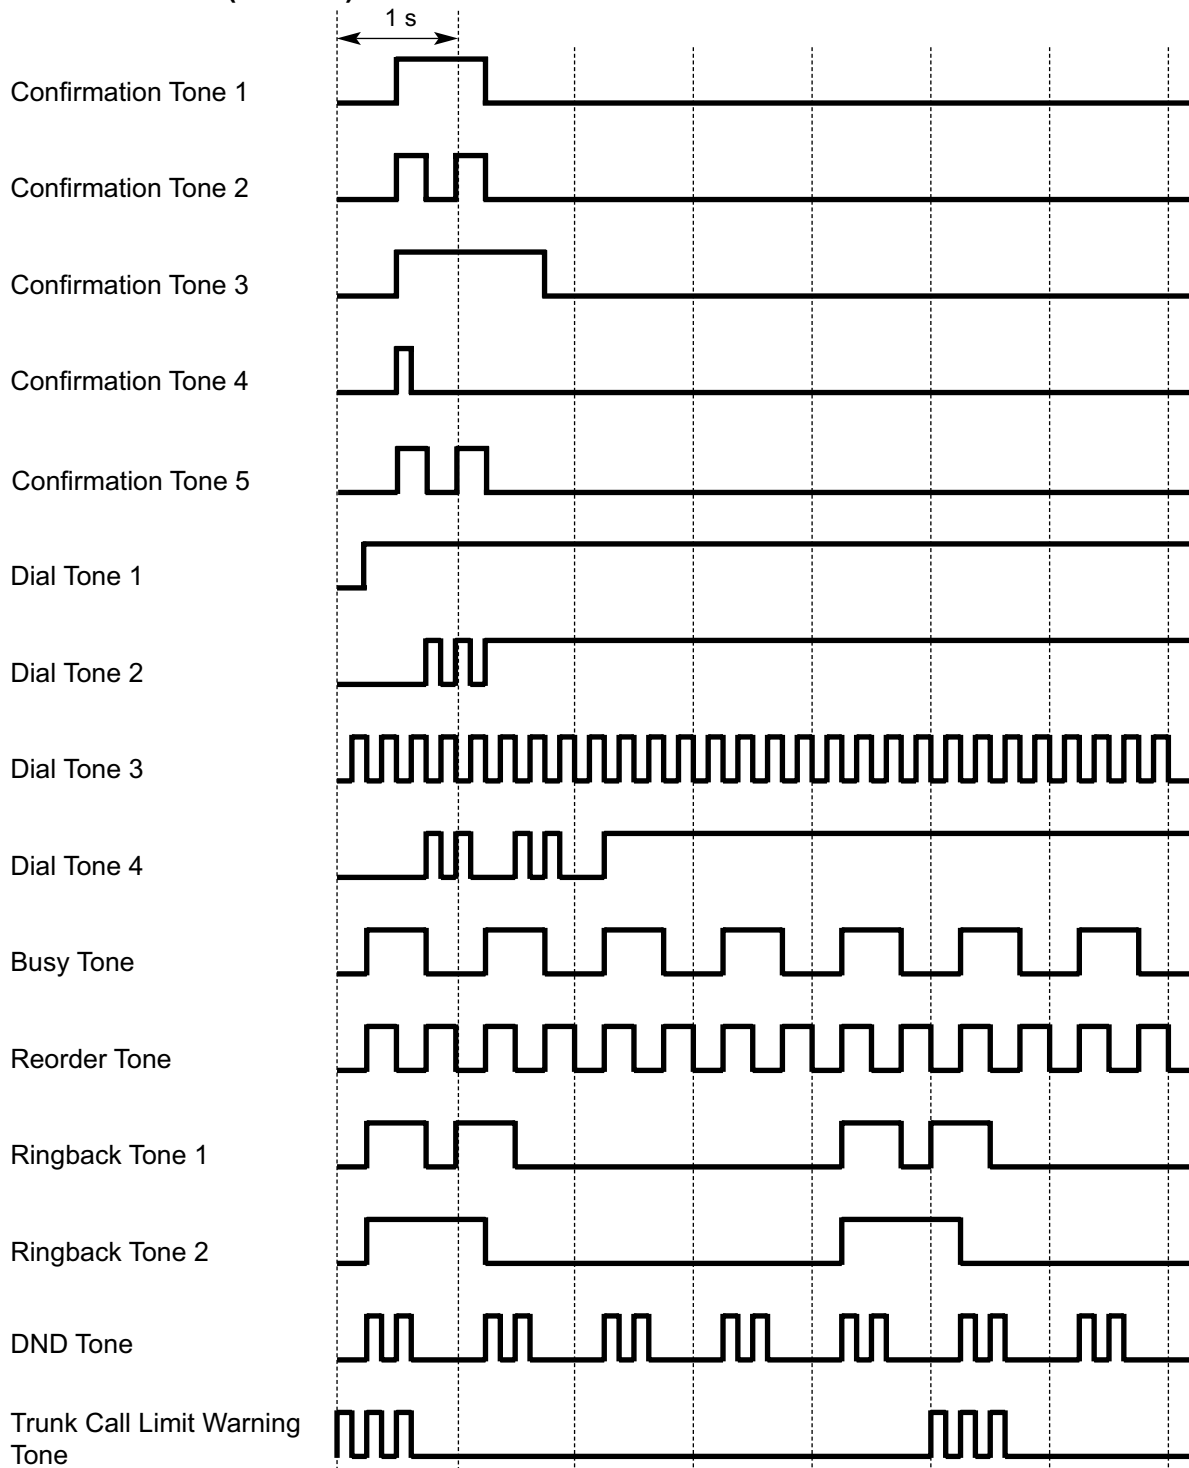 1 s
Confirmation Tone 1
Confirmation Tone 2
Confirmation Tone 3
Confirmation Tone 4
Confirmation Tone 5
Dial Tone 1
Dial Tone 2
Dial Tone 3
Dial Tone 4
Busy Tone
Reorder Tone
Ringback Tone 1
Ringback Tone 2
DND Tone
Trunk Call Limit Warning
Tone